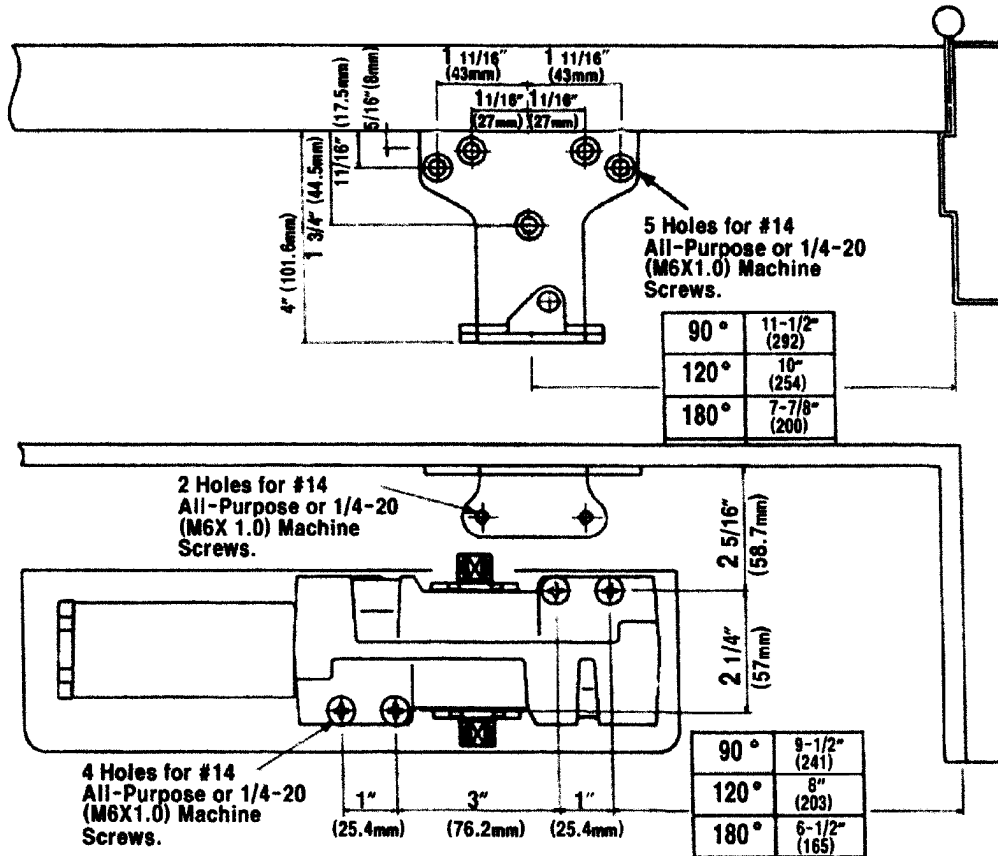 1 11/16" 1 11/16"
(43mm) (43mm)
1 1/16" 1 1/16"
(27mm) (27mm)
5/16" (8mm)
11/16" (17.5mm)
1 3/4" (44.5mm)
4" (101.6mm)
5 Holes for #14
All-Purpose or 1/4-20
(M6X1.0) Machine
Screws.
90° 11-1/2"
(292)
120° 10"
(254)
180° 7-7/8"
(200)
2 Holes for #14
All-Purpose or 1/4-20
(M6X 1.0) Machine
Screws.
2 5/16"
(58.7mm)
2 1/4"
(57mm)
4 Holes for #14
All-Purpose or 1/4-20
(M6X1.0) Machine
Screws.
1" 3" 1"
(25.4mm) (76.2mm) (25.4mm)
90° 9-1/2"
(241)
120° 8"
(203)
180° 6-1/2"
(165)